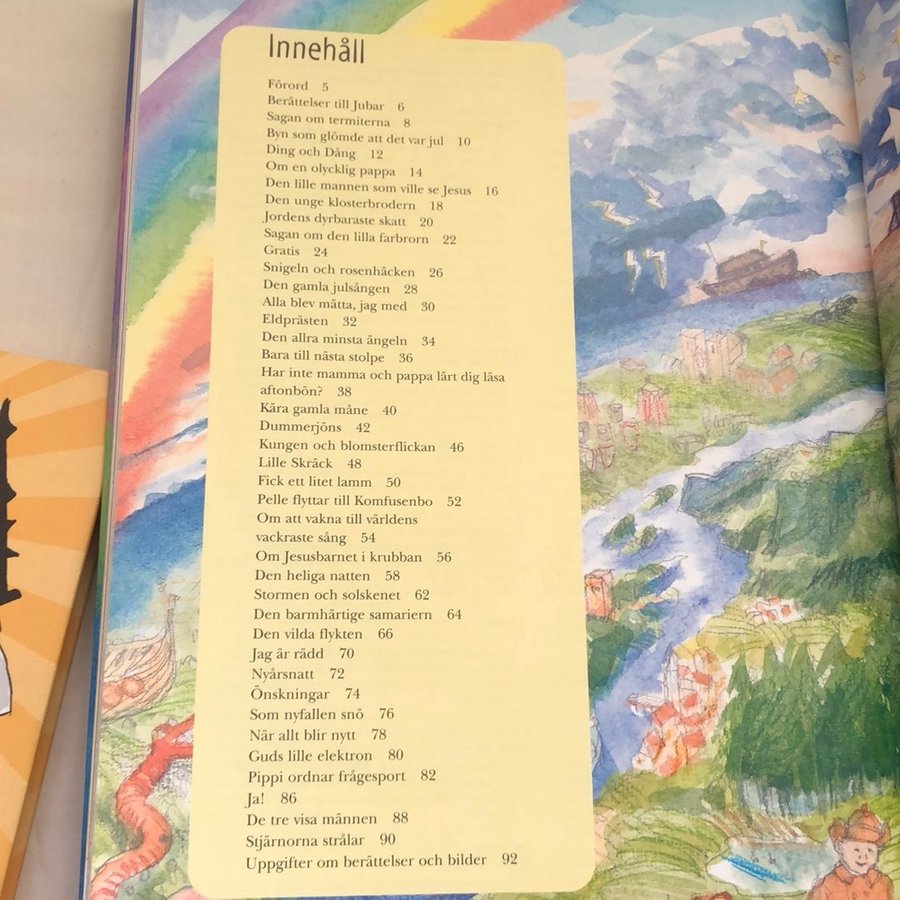 Innehåll
Förord 5
Berättelser till Jubar 6
Sagan om termiterna 8
Byn som glömde att det var jul 10
Ding och Dång 12
Om en olycklig pappa 14
Den lille mannen som ville se Jesus 16
Den unge klosterbrodern 18
Jordens dyrbaraste skatt 20
Sagan om den lilla farbrorn 22
Gratis 24
Snigeln och rosenhäcken 26
Den gamla julsången 28
Alla blev mätta, jag med 30
Eldprästen 32
Den allra minsta ängeln 34
Bara till nästa stolpe 36
Har inte mamma och pappa lärt dig läsa
aftonbön? 38
Kära gamla måne 40
Dummerjöns 42
Kungen och blomsterflickan 46
Lille Skräck 48
Fick ett litet lamm 50
Pelle flyttar till Komfusenbo 52
Om att vakna till världens
vackraste sång 54
Om Jesusbarnet i krubban 56
Den heliga natten 58
Stormen och solskenet 62
Den barmhärtige samariern 64
Den vilda flykten 66
Jag är rädd 70
Nyårsnatt 72
Önskningar 74
Som nyfallen snö 76
När allt blir nytt 78
Guds lille elektron 80
Pippi ordnar frågesport 82
Ja! 86
De tre visa männen 88
Stjärnorna strålar 90
Uppgifter om berättelser och bilder 92